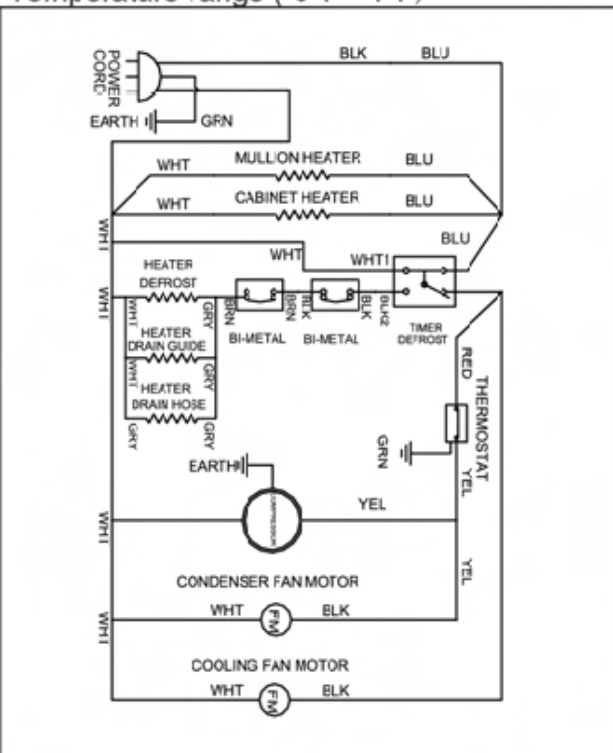 BLK BLU
POWER
CORD-
EARTH GRN
WHT MULLION HEATER BLU
WHT CABINET HEATER BLU
WHT
BLU
WHT
WHT1
HEATER
DEFROST
WHT
BRN
BRN
BLK
BLK
BLK2
WHT
GRY
BI-METAL
BI-METAL
TIMER
DEFROST
HEATER
DRAIN GUIDE
WHT
GRY
HEATER
DRAIN HOSE
GRY
GRY
RED
THERMOSTAT
GRN
YEL
EARTH
COMPRESSOR
YEL
WHT
YEL
CONDENSER FAN MOTOR
WHT FM BLK
WHT
COOLING FAN MOTOR
WHT FM BLK